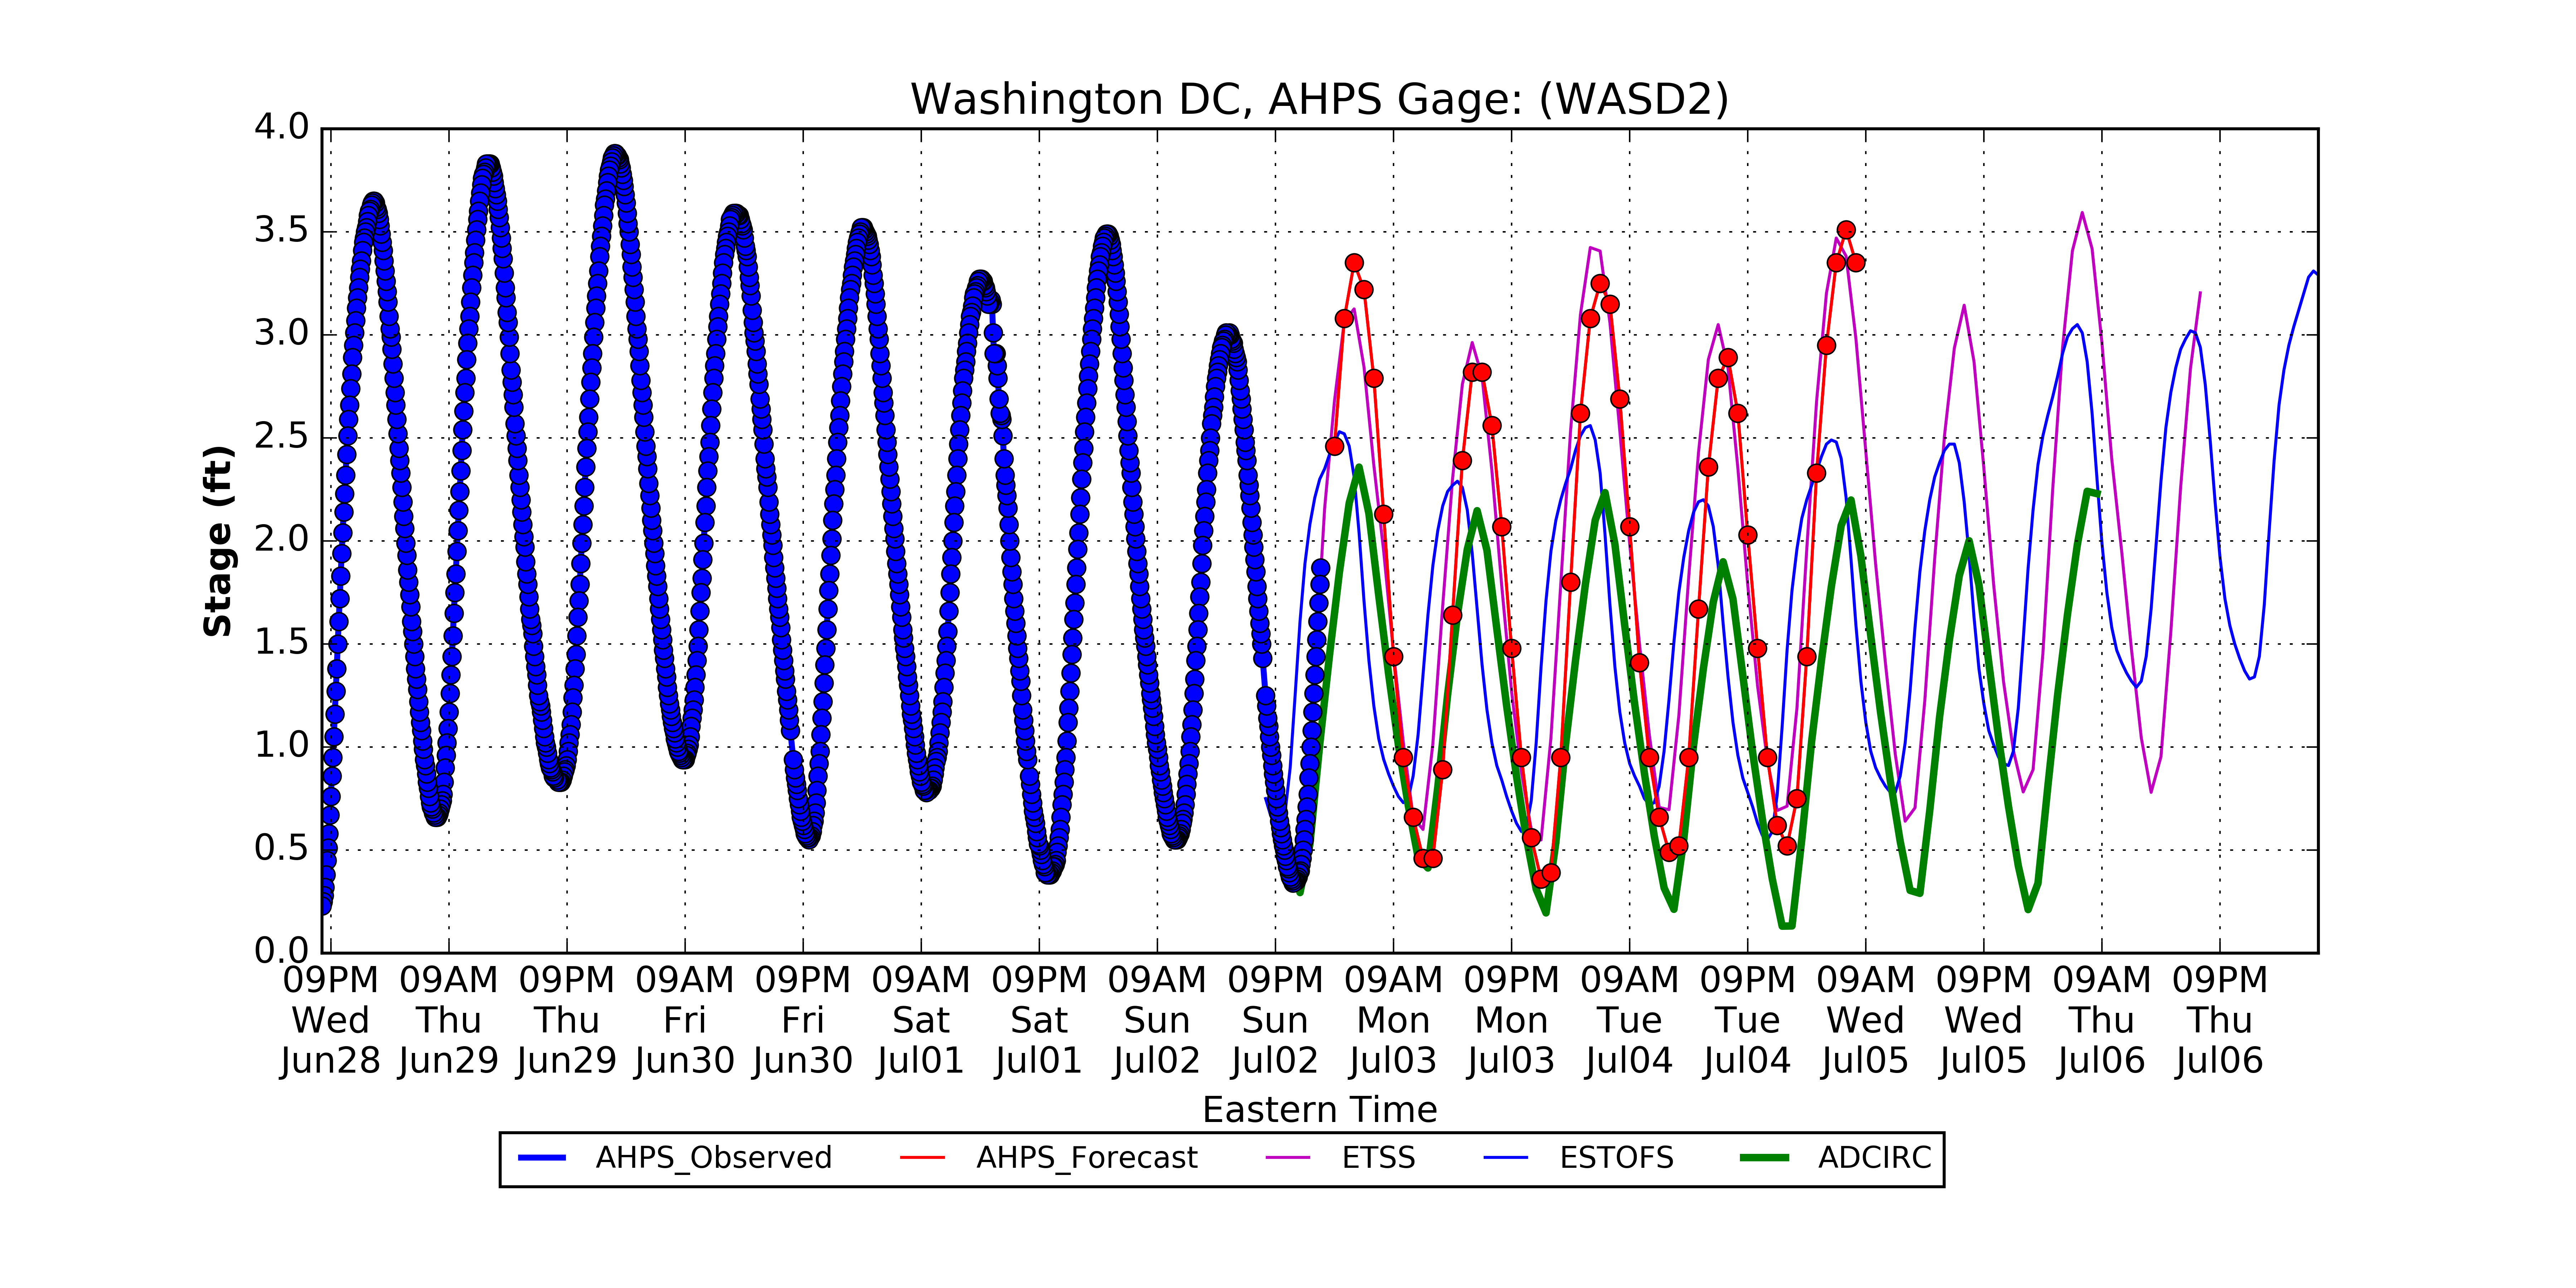 Washington DC, AHPS Gage: (WASD2)
4.0
3.5
3.0
2.5
2.0
1.5
1.0
0.5
0.0
Stage (ft)
09PM 09AM 09PM 09AM 09PM 09AM 09PM 09AM 09PM 09AM 09PM 09AM 09PM 09AM 09PM 09AM 09PM
Wed Thu Thu Fri Fri Sat Sat Sun Sun Mon Mon Tue Tue Wed Wed Thu Thu
Jun28 Jun29 Jun29 Jun30 Jun30 Jul01 Jul01 Jul02 Jul02 Jul03 Jul03 Jul04 Jul04 Jul05 Jul05 Jul06 Jul06
Eastern Time
AHPS_Observed AHPS_Forecast ETSS ESTOFS ADCIRC